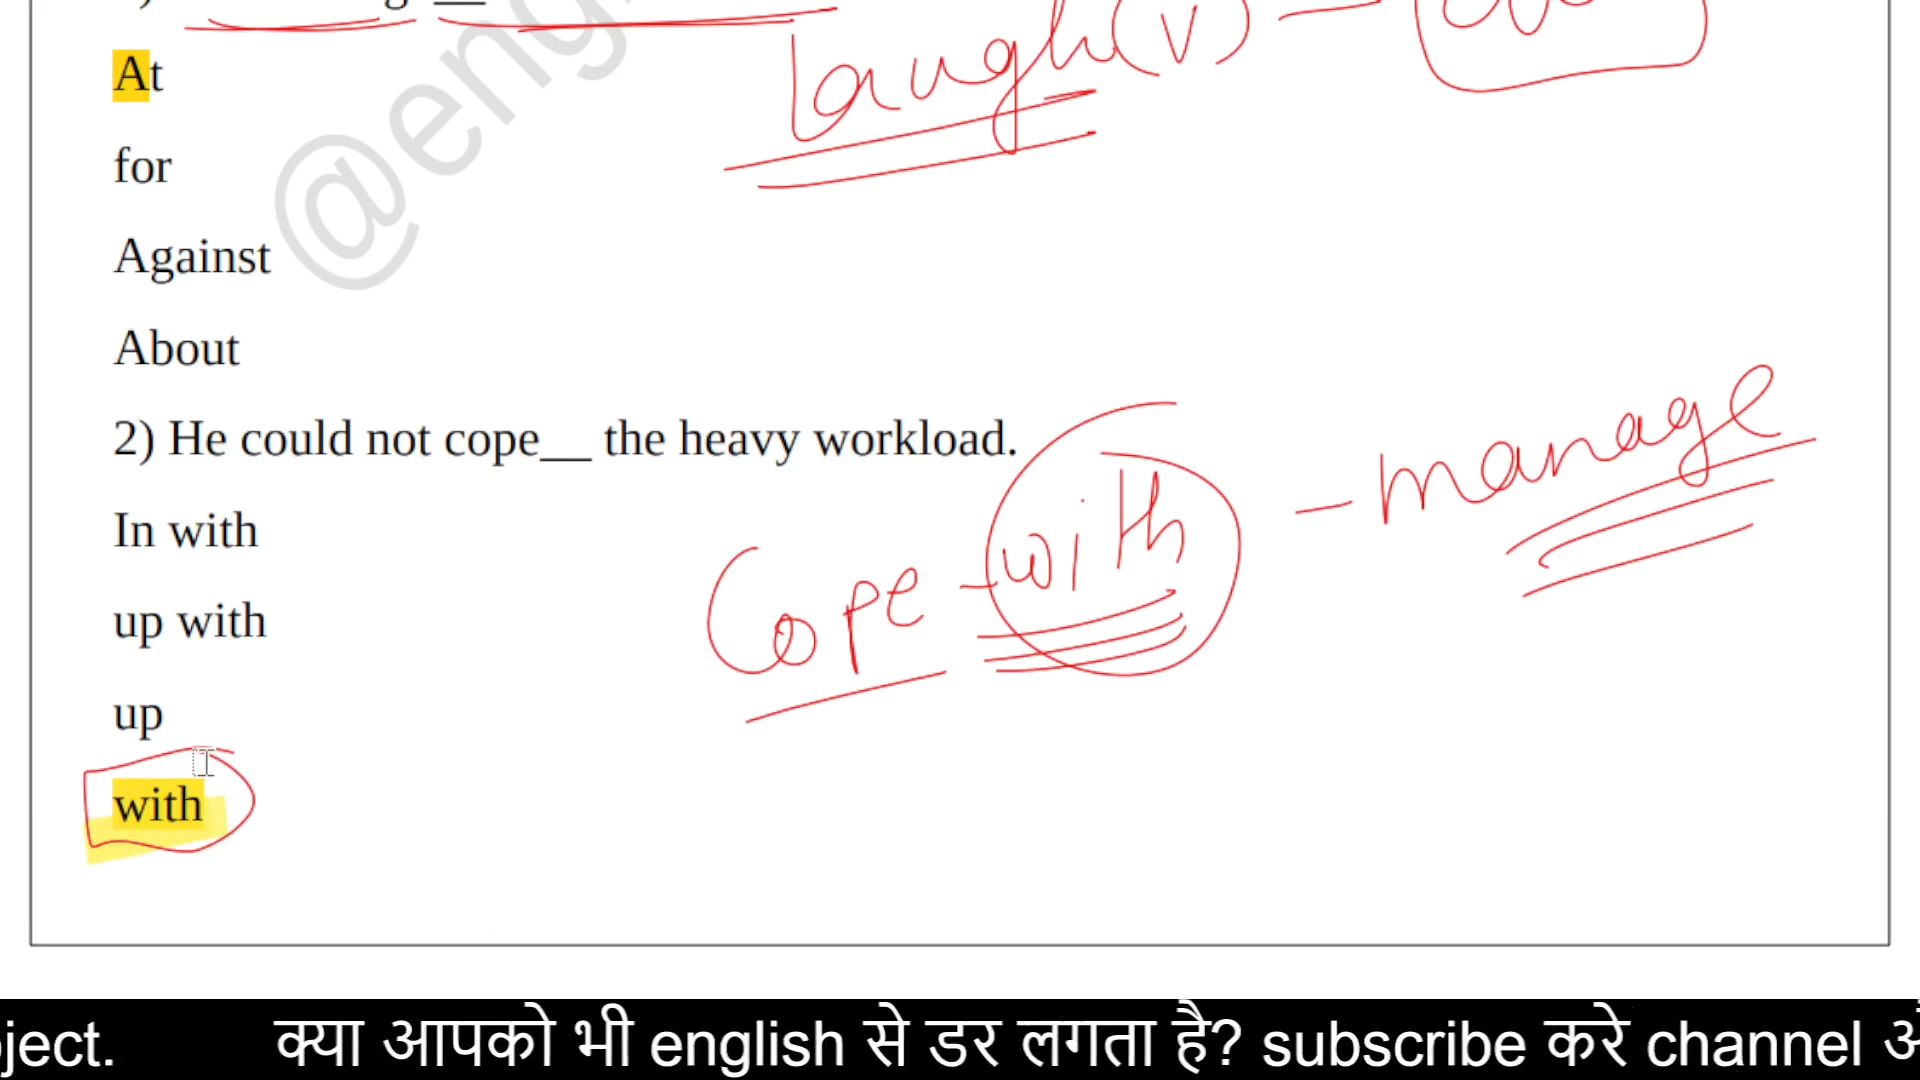 At
laugh(v) –
@eng
for
Against
About
2) He could not cope__ the heavy workload.
In with
Cope - with – manage
up with
up
with
ject. क्या आपको भी english से डर लगता है? subscribe करे channel